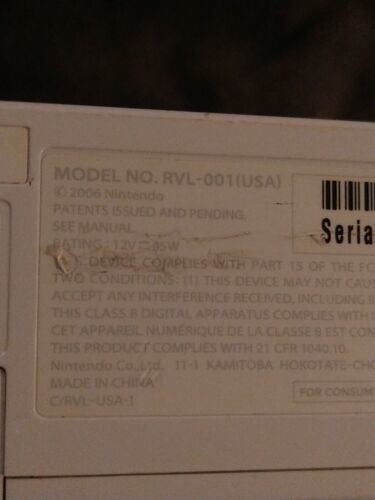 MODEL NO. RVL-001(USA)
© 2006 Nintendo
PATENTS ISSUED AND PENDING.
SEE MANUAL.
RATING : 12V ⎓ 45W
DEVICE COMPLIES WITH PART 15 OF THE FC
TWO CONDITIONS : (1) THIS DEVICE MAY NOT CAUS
ACCEPT ANY INTERFERENCE RECEIVED, INCLUDING IN
THIS CLASS B DIGITAL APPARATUS COMPLIES WITH
CET APPAREIL NUMÉRIQUE DE LA CLASSE B EST CON
THIS PRODUCT COMPLIES WITH 21 CFR 1040.10.
Nintendo Co.,Ltd. 11-1 KAMITOBA HOKOTATE-CHO
MADE IN CHINA
C/RVL-USA-1
Seria
FOR CONSUM